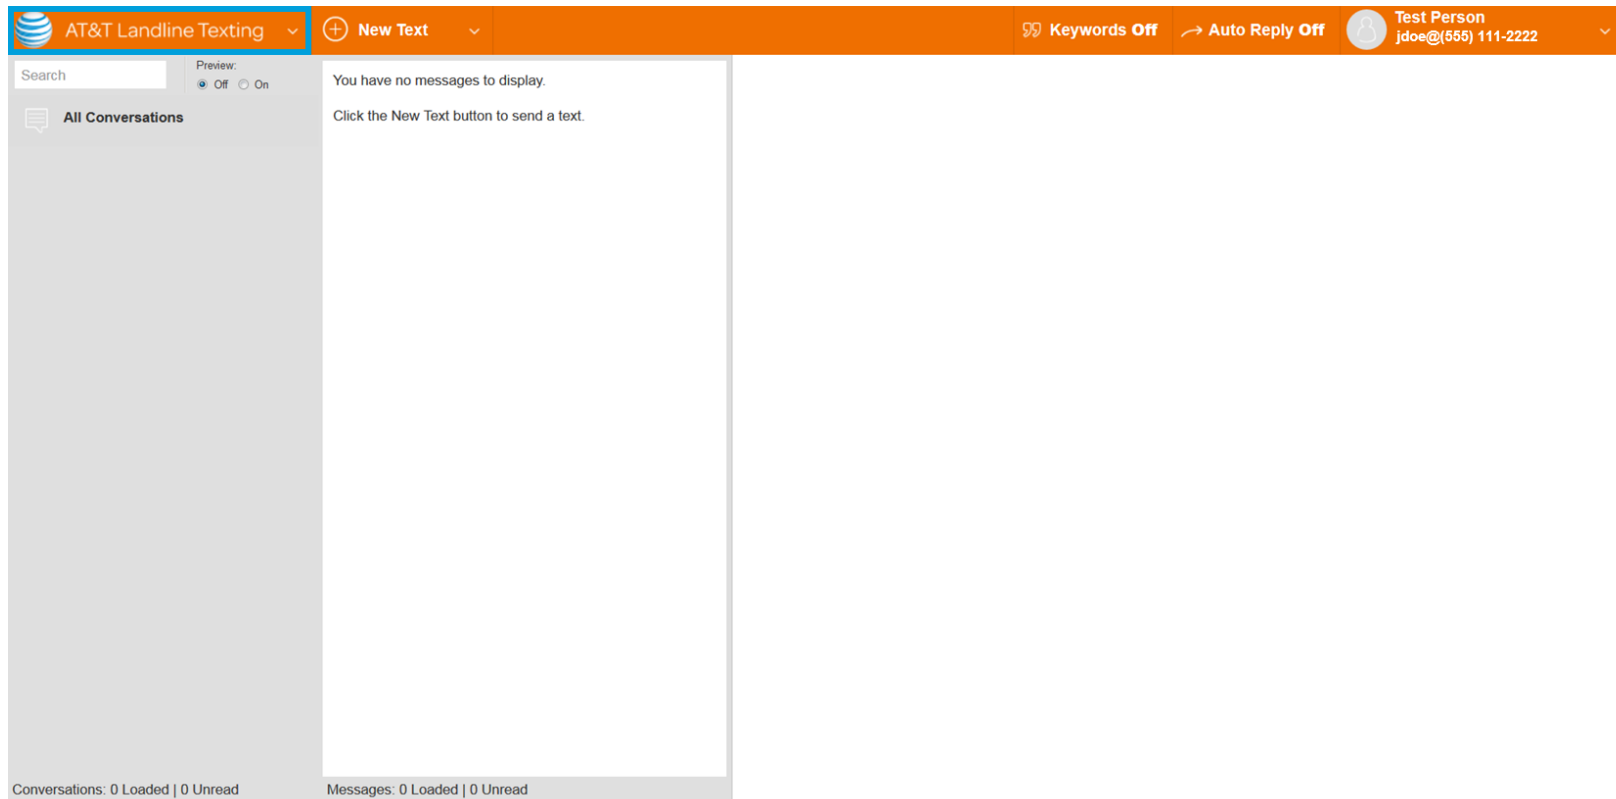 AT&T Landline Texting
New Text
Keywords Off
Auto Reply Off
Test Person
jdoe@(555) 111-2222
Search
Preview:
Off On
All Conversations
You have no messages to display.
Click the New Text button to send a text.
Conversations: 0 Loaded | 0 Unread
Messages: 0 Loaded | 0 Unread